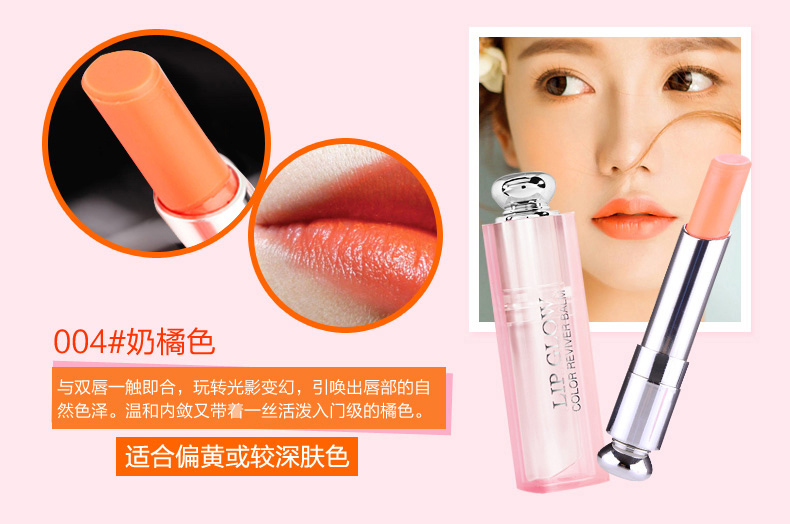 004#奶橘色
与双唇一触即合，玩转光影变幻，引唤出唇部的自
然色泽。温和内敛又带着一丝活泼入门级的橘色。
适合偏黄或较深肤色
LIP GLOW
COLOR REVIVER BALM